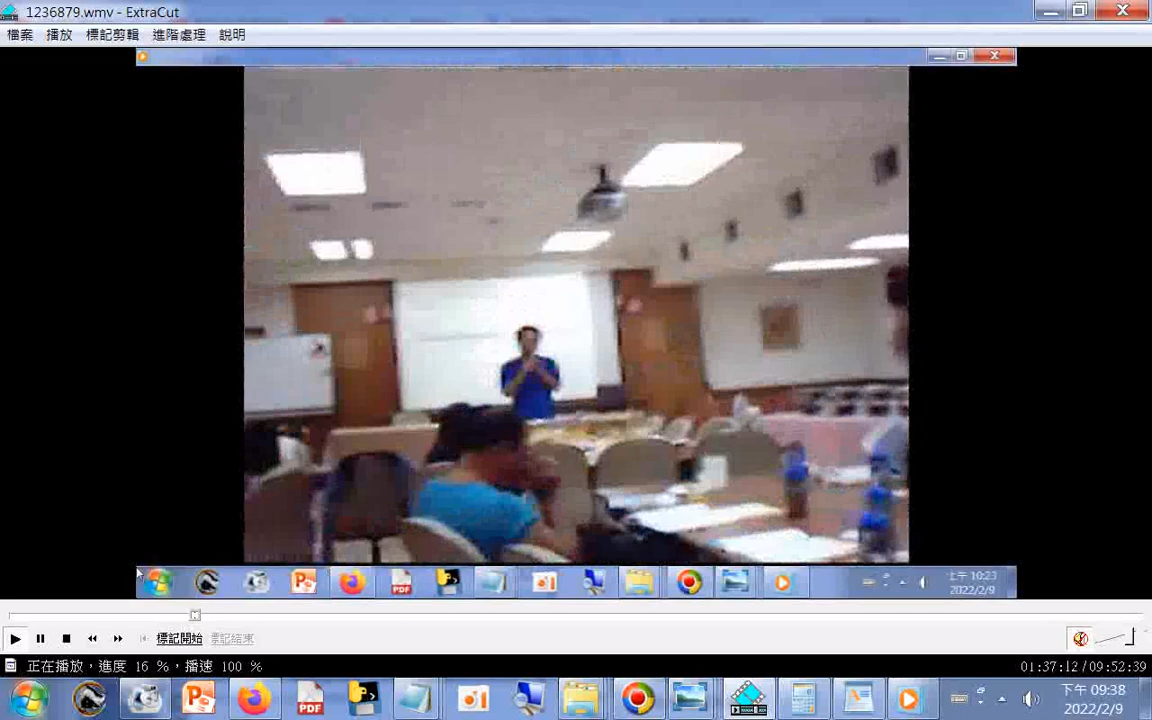 1236879.wmv - ExtraCut
檔案 播放 標記剪輯 進階處理 說明
PDF
上午 10:23
2022/2/9
標記開始 標記結束
正在播放，進度 16 %，播速 100 %
01:37:12 / 09:52:39
PDF
下午 09:38
2022/2/9